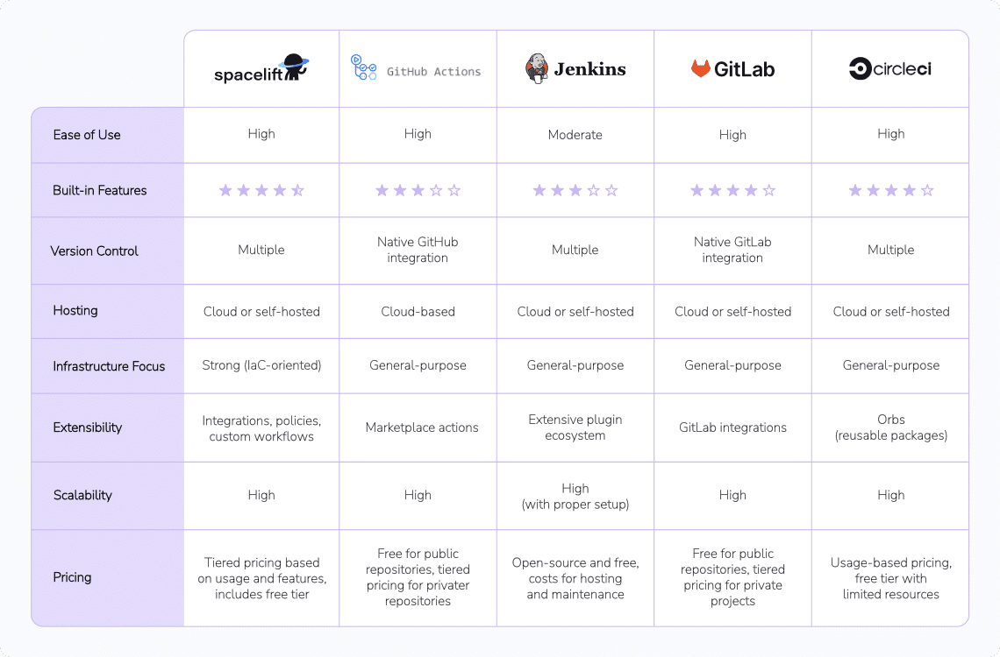 spacelift GitHub Actions Jenkins GitLab circleci
Ease of Use High High Moderate High High
Built-in Features
Version Control Multiple Native GitHub integration Multiple Native GitLab integration Multiple
Hosting Cloud or self-hosted Cloud-based Cloud or self-hosted Cloud or self-hosted Cloud or self-hosted
Infrastructure Focus Strong (IaC-oriented) General-purpose General-purpose General-purpose General-purpose
Extensibility Integrations, policies, custom workflows Marketplace actions Extensive plugin ecosystem GitLab integrations Orbs (reusable packages)
Scalability High High High (with proper setup) High High
Pricing Tiered pricing based on usage and features, includes free tier Free for public repositories, tiered pricing for privater repositories Open-source and free, costs for hosting and maintenance Free for public repositories, tiered pricing for private projects Usage-based pricing, free tier with limited resources